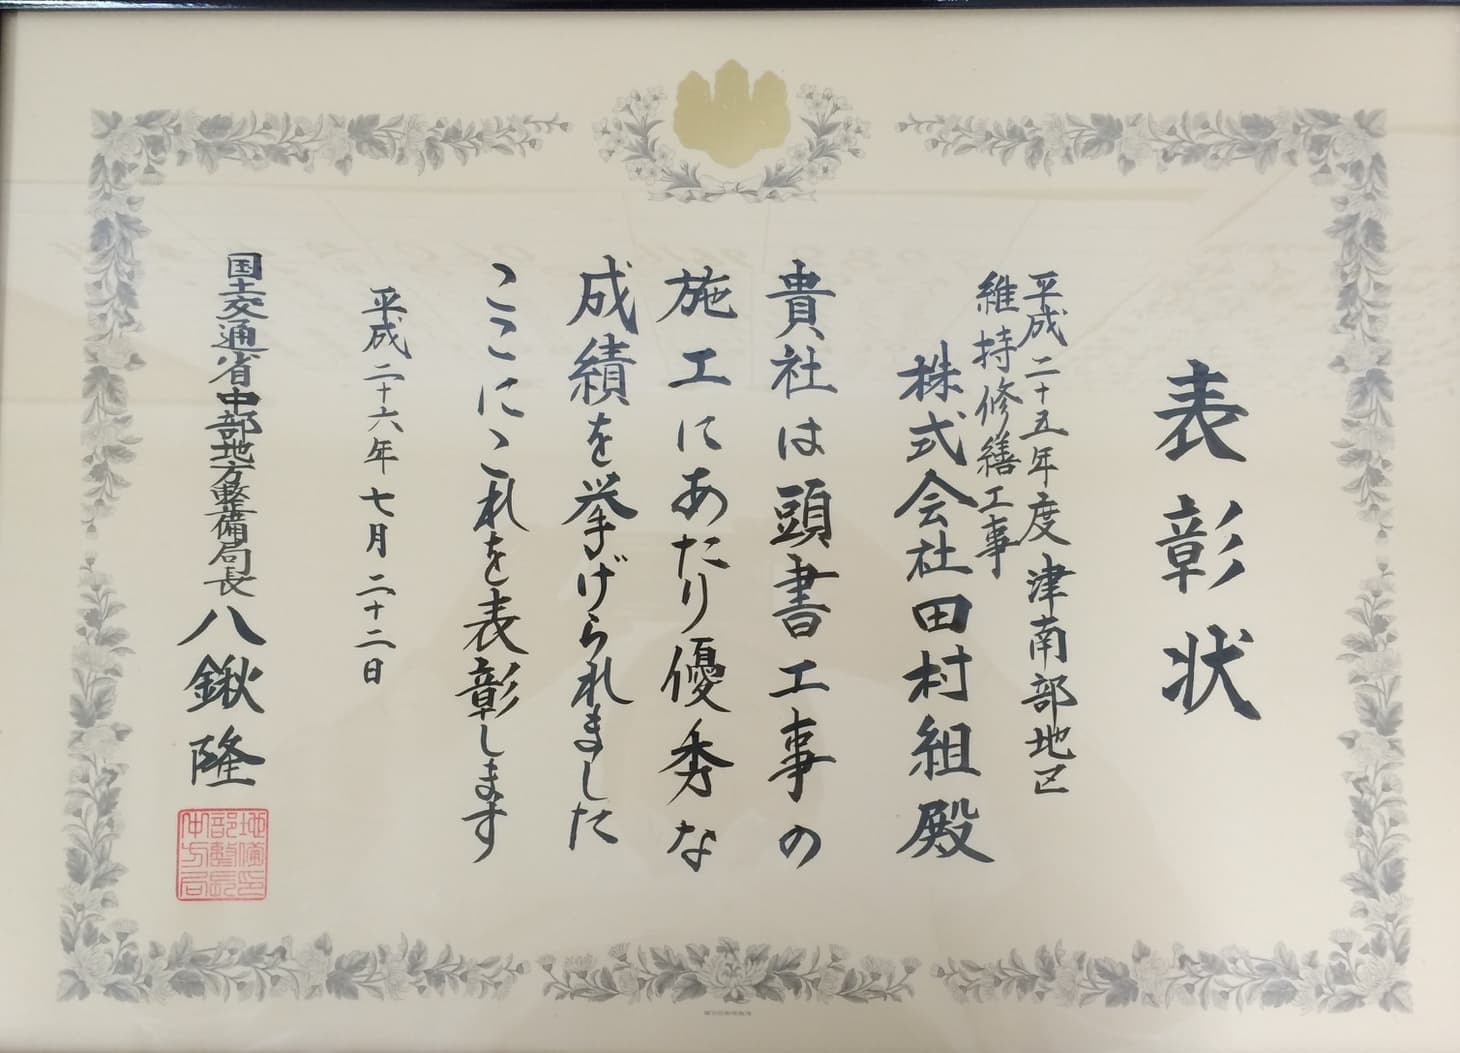 表彰状
平成二十五年度津南部地区
維持修繕工事
株式会社田村組殿
貴社は頭書工事の
施工にあたり優秀な
成績を挙げられました
ここにこれを表彰します
平成二十六年七月二十二日
国土交通省中部地方整備局長
八鍬隆